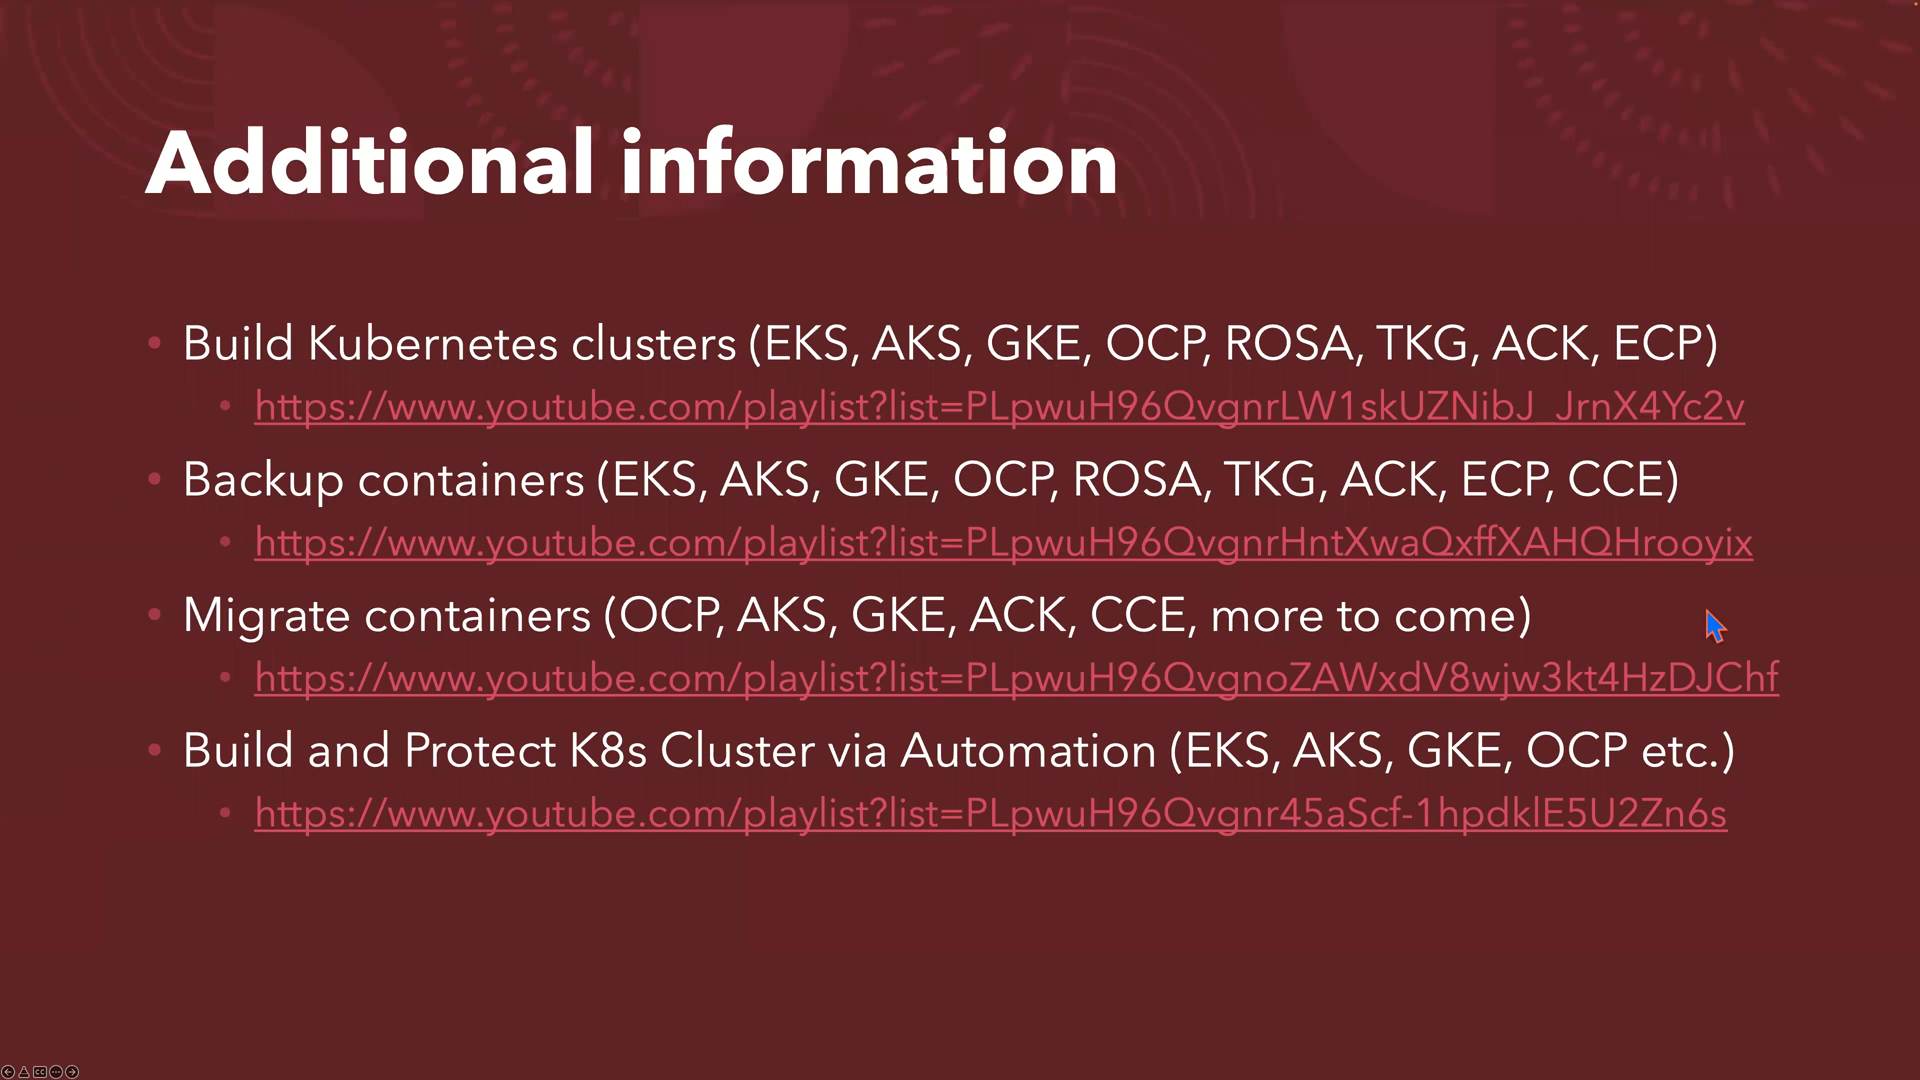 Additional information
• Build Kubernetes clusters (EKS, AKS, GKE, OCP, ROSA, TKG, ACK, ECP)
• https://www.youtube.com/playlist?list=PLpwuH96QvgnrLW1skUZNibJ_JrnX4Yc2v
• Backup containers (EKS, AKS, GKE, OCP, ROSA, TKG, ACK, ECP, CCE)
• https://www.youtube.com/playlist?list=PLpwuH96QvgnrHntXwaQxffXAHQHrooyix
• Migrate containers (OCP, AKS, GKE, ACK, CCE, more to come)
• https://www.youtube.com/playlist?list=PLpwuH96QvgnoZAWxdV8wjw3kt4HzDJChf
• Build and Protect K8s Cluster via Automation (EKS, AKS, GKE, OCP etc.)
• https://www.youtube.com/playlist?list=PLpwuH96Qvgnr45aScf-1hpdklE5U2Zn6s